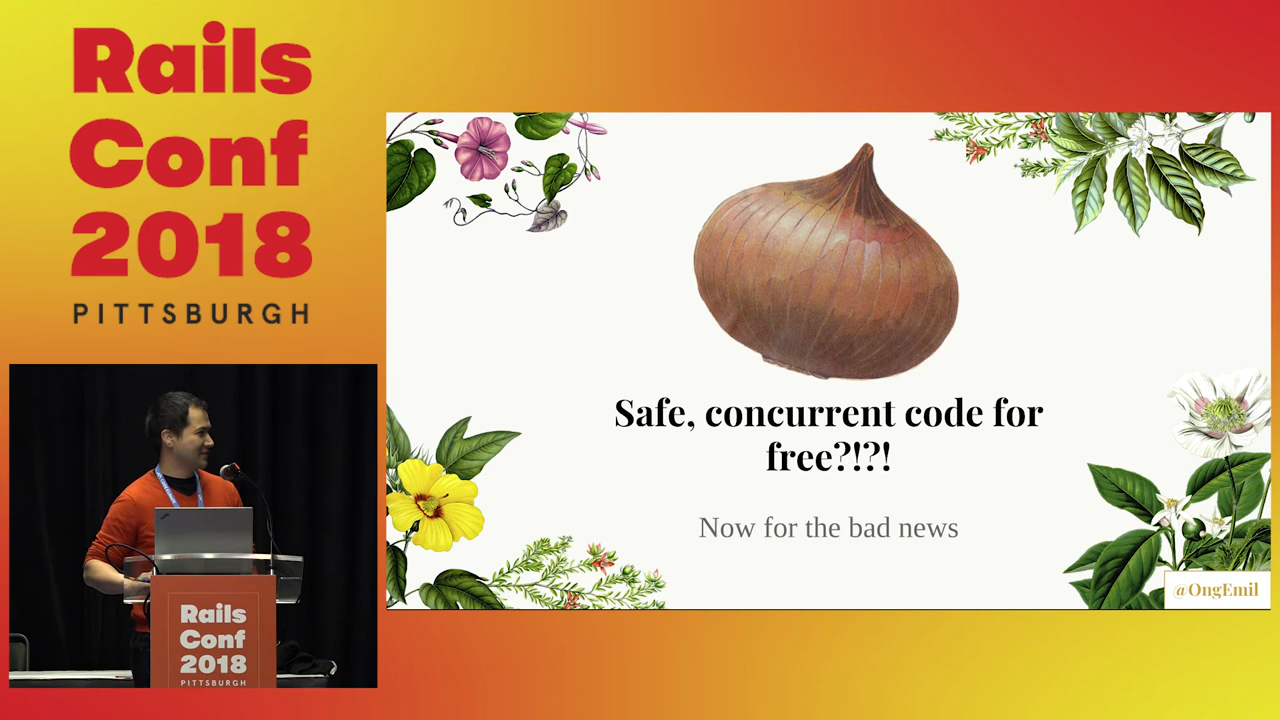 Rails
Conf
2018
PITTSBURGH
Safe, concurrent code for
free?!?!
Now for the bad news
@OngEmil
Rails
Conf
2018
PITTSBURGH